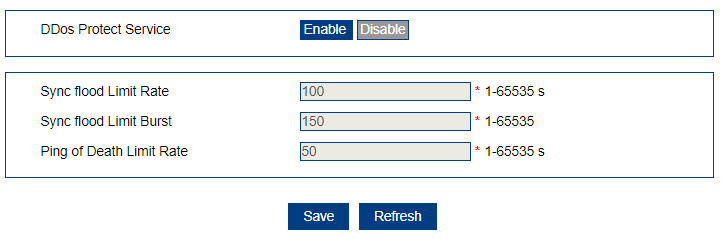 DDos Protect Service Enable Disable
Sync flood Limit Rate 100 * 1-65535 s
Sync flood Limit Burst 150 * 1-65535
Ping of Death Limit Rate 50 * 1-65535 s
Save Refresh